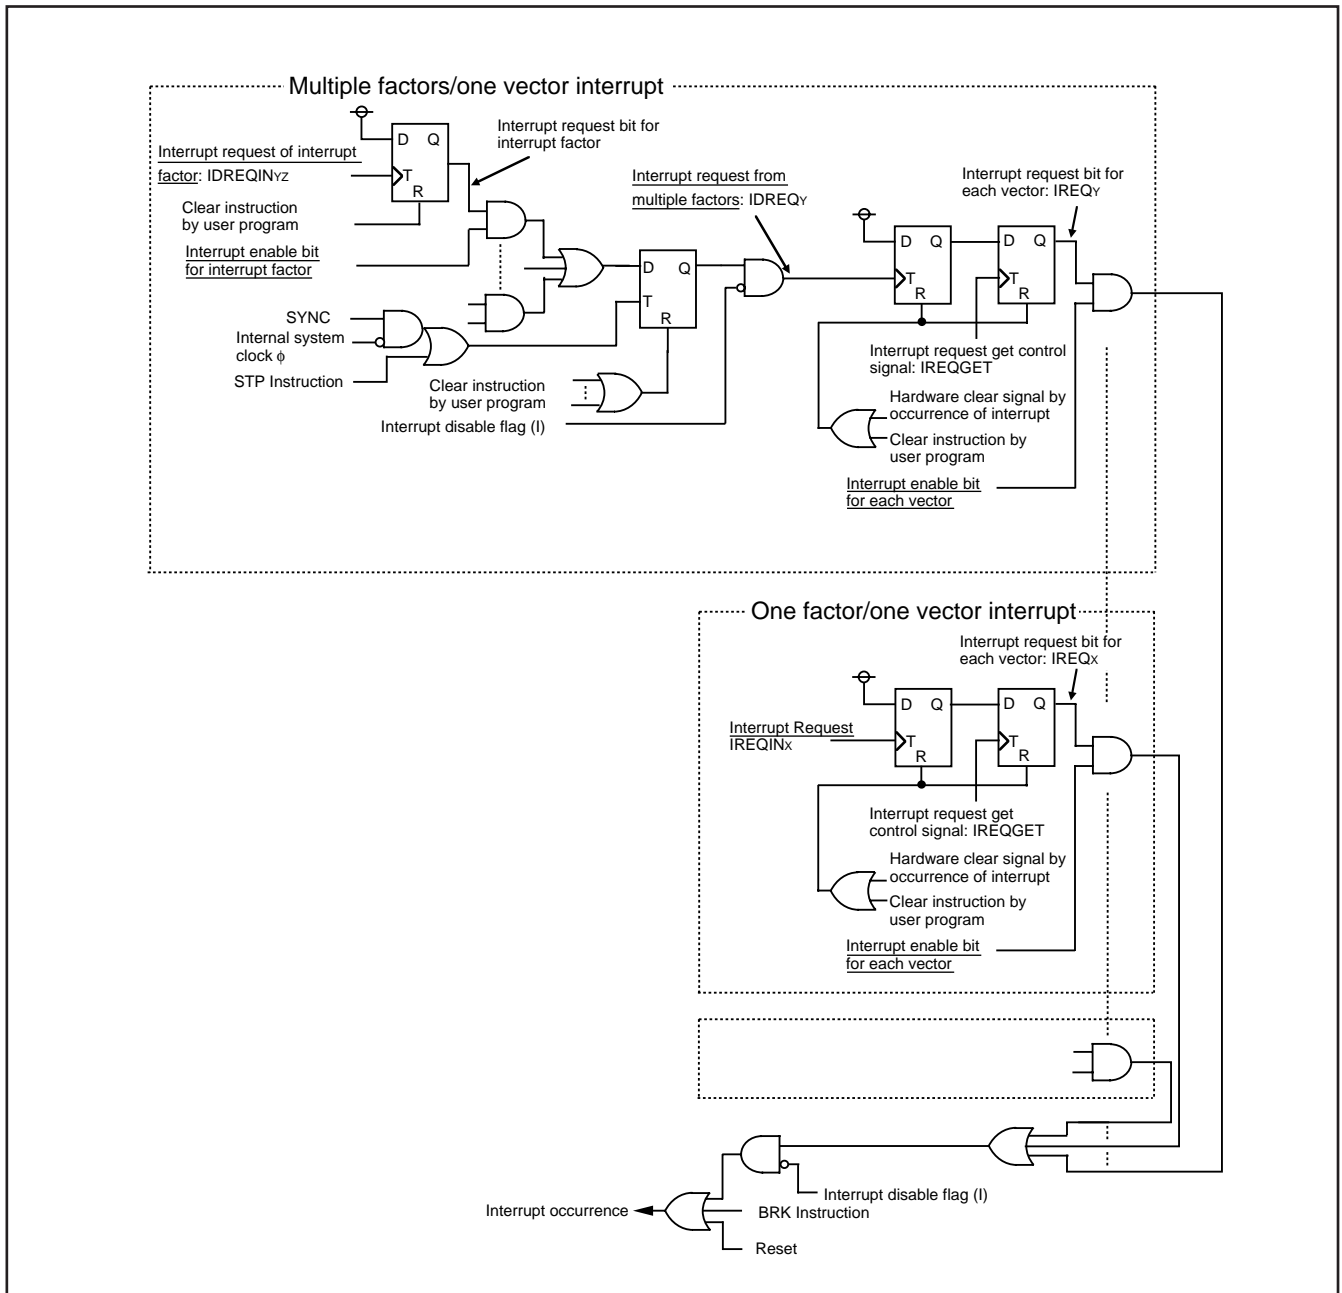 Multiple factors/one vector interrupt
D Q
T
R
Interrupt request of interrupt
factor: IDREQINYZ
Clear instruction
by user program
Interrupt enable bit
for interrupt factor
Interrupt request bit for
interrupt factor
SYNC
Internal system
clock ϕ
STP Instruction
D Q
T
R
Clear instruction
by user program
Interrupt disable flag (I)
Interrupt request from
multiple factors: IDREQY
Interrupt request bit for
each vector: IREQY
D Q
T
R
D Q
T
R
Interrupt request get control
signal: IREQGET
Hardware clear signal by
occurrence of interrupt
Clear instruction by
user program
Interrupt enable bit
for each vector
One factor/one vector interrupt
Interrupt request bit for
each vector: IREQX
D Q
T
R
D Q
T
R
Interrupt Request
IREQINX
Interrupt request get
control signal: IREQGET
Hardware clear signal by
occurrence of interrupt
Clear instruction by
user program
Interrupt enable bit
for each vector
Interrupt disable flag (I)
Interrupt occurrence
BRK Instruction
Reset